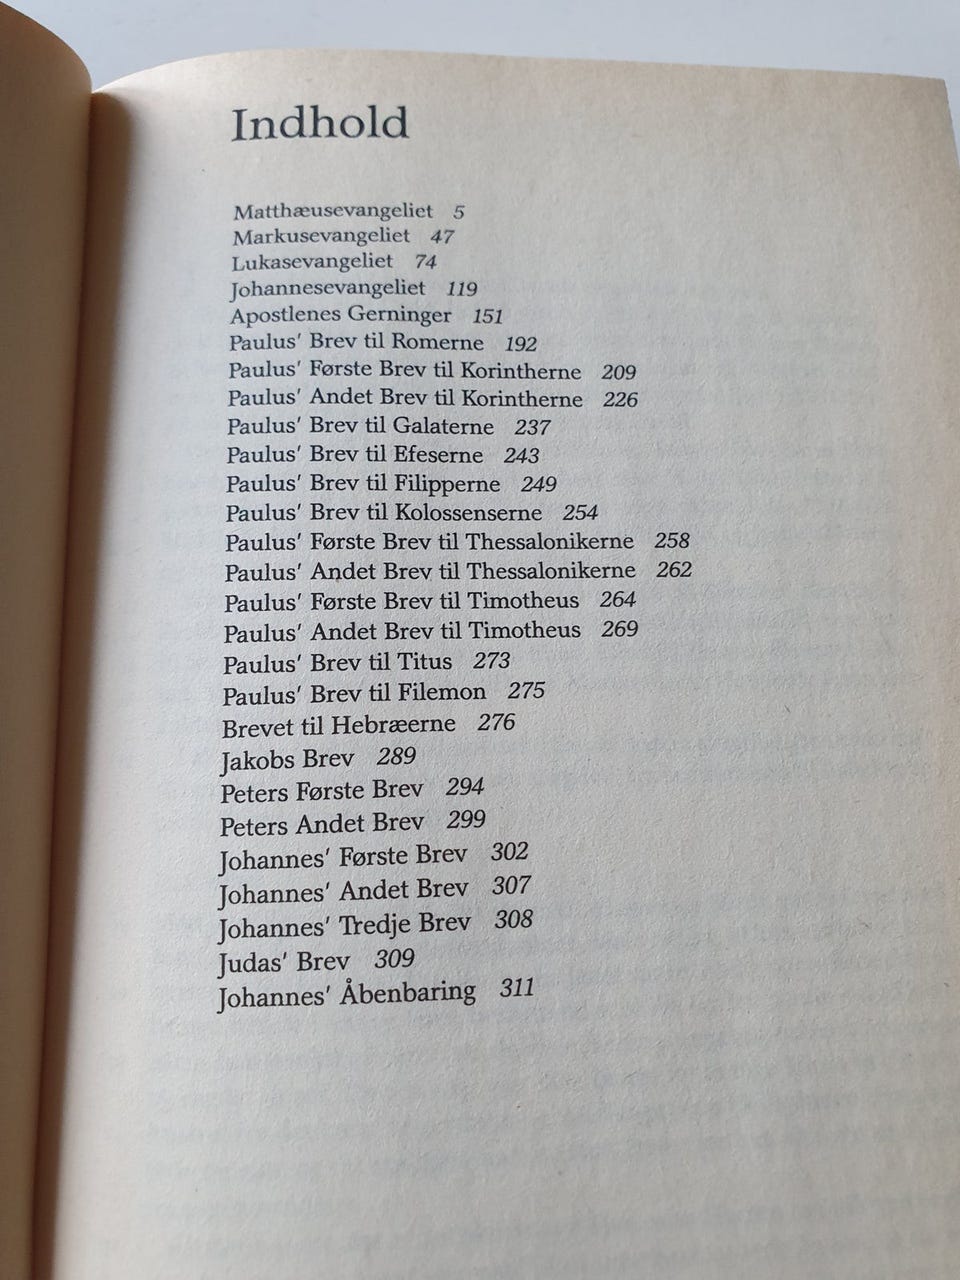 Indhold
Matthæusevangeliet 5
Markusevangeliet 47
Lukasevangeliet 74
Johannesevangeliet 119
Apostlenes Gerninger 151
Paulus' Brev til Romerne 192
Paulus' Første Brev til Korintherne 209
Paulus' Andet Brev til Korintherne 226
Paulus' Brev til Galaterne 237
Paulus' Brev til Efeserne 243
Paulus' Brev til Filipperne 249
Paulus' Brev til Kolossenserne 254
Paulus' Første Brev til Thessalonikerne 258
Paulus' Andet Brev til Thessalonikerne 262
Paulus' Første Brev til Timotheus 264
Paulus' Andet Brev til Timotheus 269
Paulus' Brev til Titus 273
Paulus' Brev til Filemon 275
Brevet til Hebræerne 276
Jakobs Brev 289
Peters Første Brev 294
Peters Andet Brev 299
Johannes' Første Brev 302
Johannes' Andet Brev 307
Johannes' Tredje Brev 308
Judas' Brev 309
Johannes' Åbenbaring 311